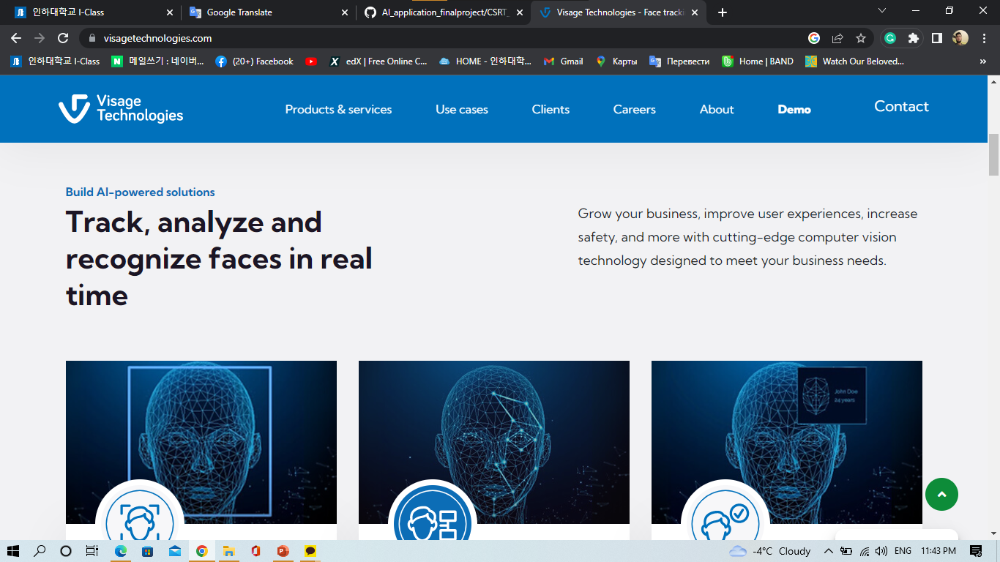 인하대학교 I-Class
Google Translate
AI_application_finalproject/CSRT_
Visage Technologies - Face tracki
visagetechnologies.com
인하대학교 I-Class
메일쓰기 : 네이버...
(20+) Facebook
edX | Free Online C...
HOME - 인하대학...
Gmail
Карты
Перевести
Home | BAND
Watch Our Beloved...
»
Visage
Technologies
Products & services
Use cases
Clients
Careers
About
Demo
Contact
Build AI-powered solutions
Track, analyze and
recognize faces in real
time
Grow your business, improve user experiences, increase
safety, and more with cutting-edge computer vision
technology designed to meet your business needs.
John Doe
24 years
-4°C Cloudy
ENG
11:43 PM